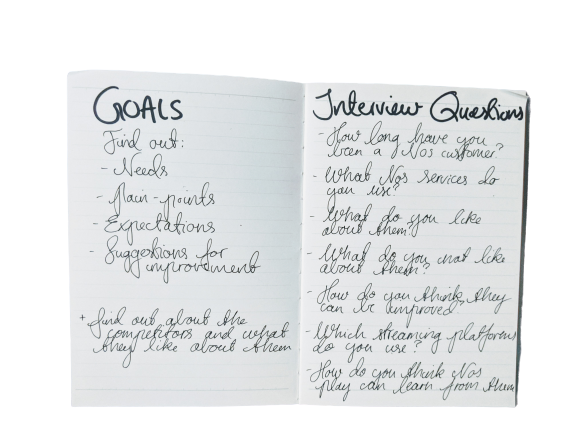 GOALS
Find out:
- Needs
- Pain-points
- Expectations
- Suggestions for
improvement
+ find out about the
competitors and what
they like about them
Interview Questions
- How long have you
been a Nos customer?
- What Nos services do
you use?
- What do you like
about them?
- What do you not like
about them?
- How do you think they
can be improved?
- Which streaming platforms
do you use?
- How do you think Nos
play can learn from them